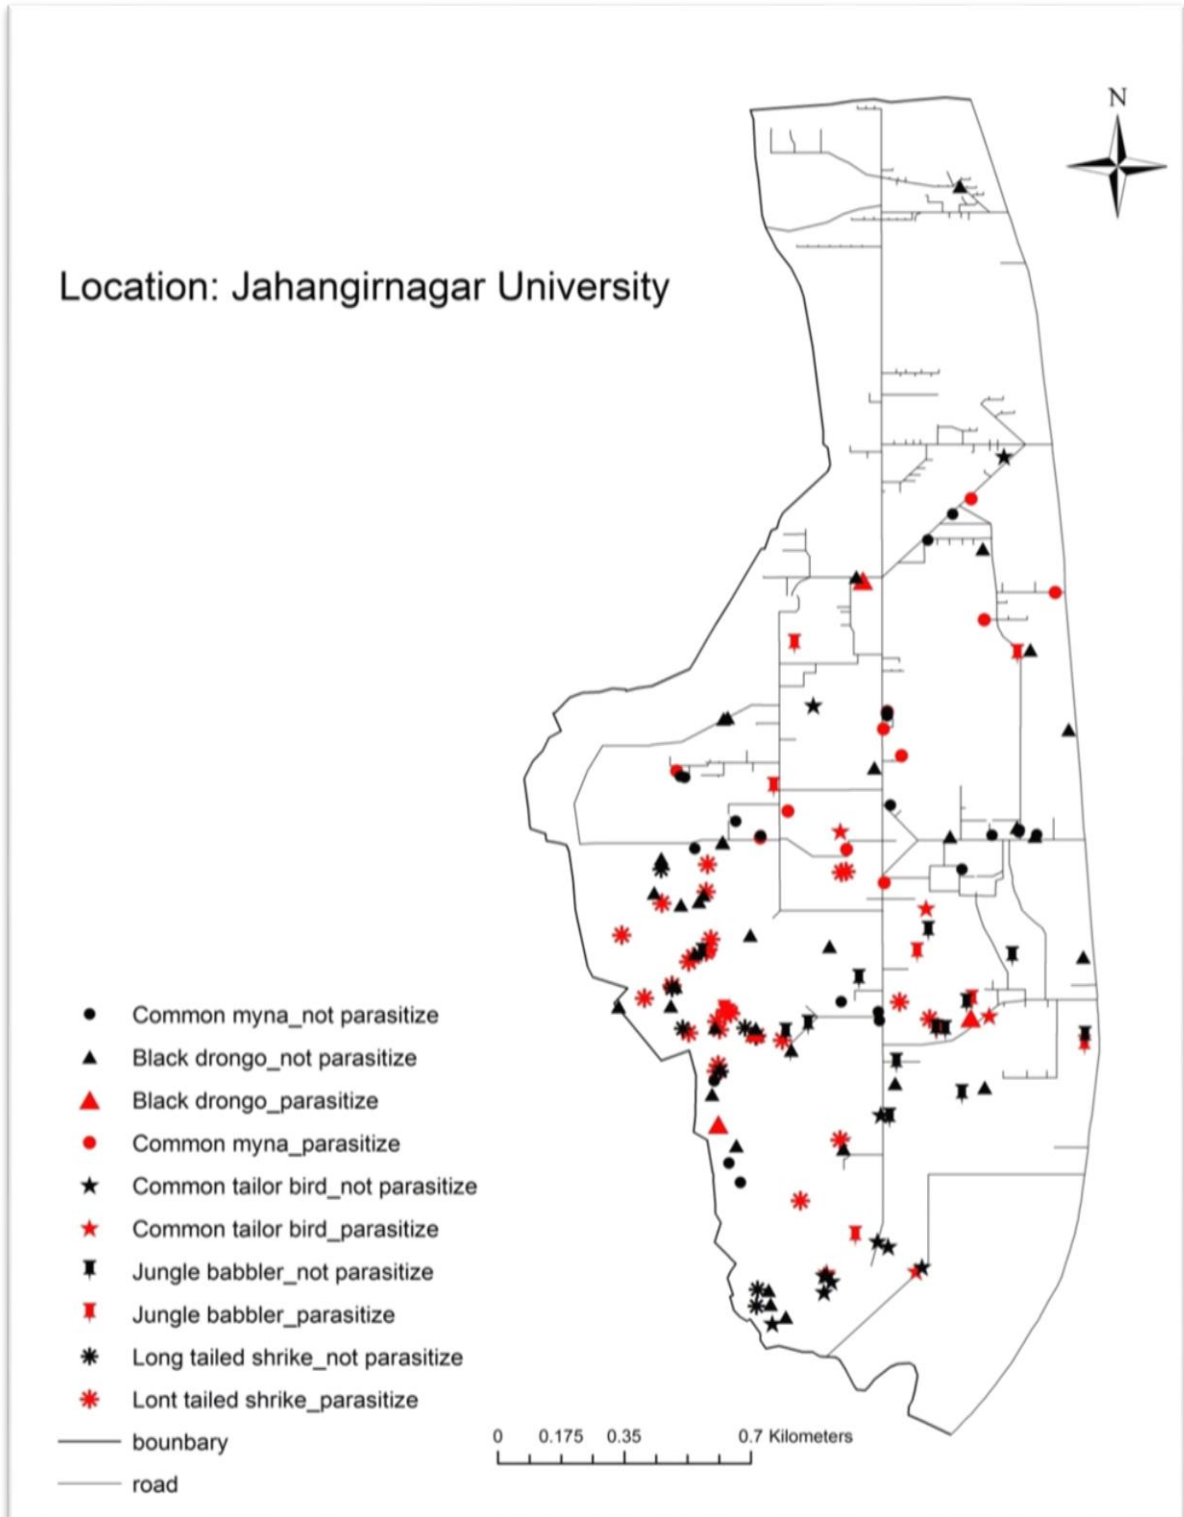 N
Location: Jahangirnagar University
Common myna_not parasitize
Black drongo_not parasitize
Black drongo_parasitize
Common myna_parasitize
Common tailor bird_not parasitize
Common tailor bird_parasitize
Jungle babbler_not parasitize
Jungle babbler_parasitize
Long tailed shrike_not parasitize
Lont tailed shrike_parasitize
bounbary
road
0 0.175 0.35 0.7 Kilometers